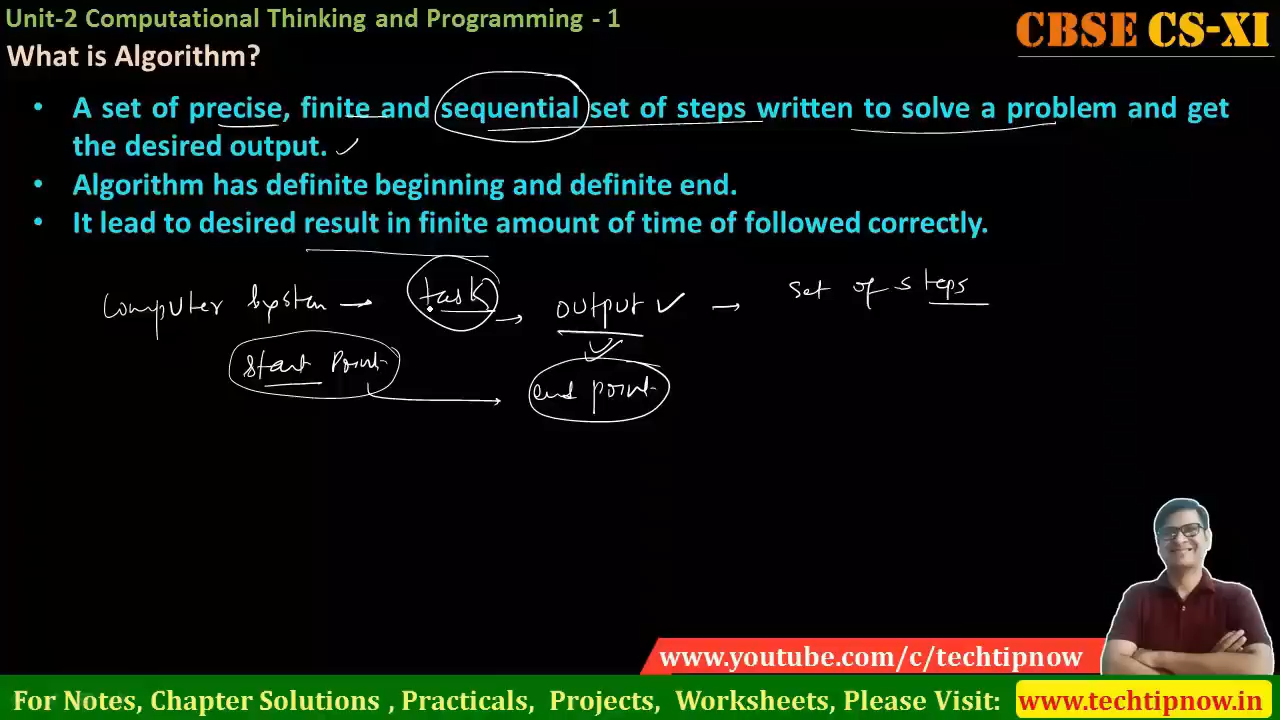 Unit-2 Computational Thinking and Programming - 1
CBSE CS-XI
What is Algorithm?
• A set of precise, finite and sequential set of steps written to solve a problem and get
the desired output.
• Algorithm has definite beginning and definite end.
• It lead to desired result in finite amount of time of followed correctly.
Computer System → task → output ✓ → set of steps
start point → end point
www.youtube.com/c/techtipnow
For Notes, Chapter Solutions , Practicals, Projects, Worksheets, Please Visit: www.techtipnow.in